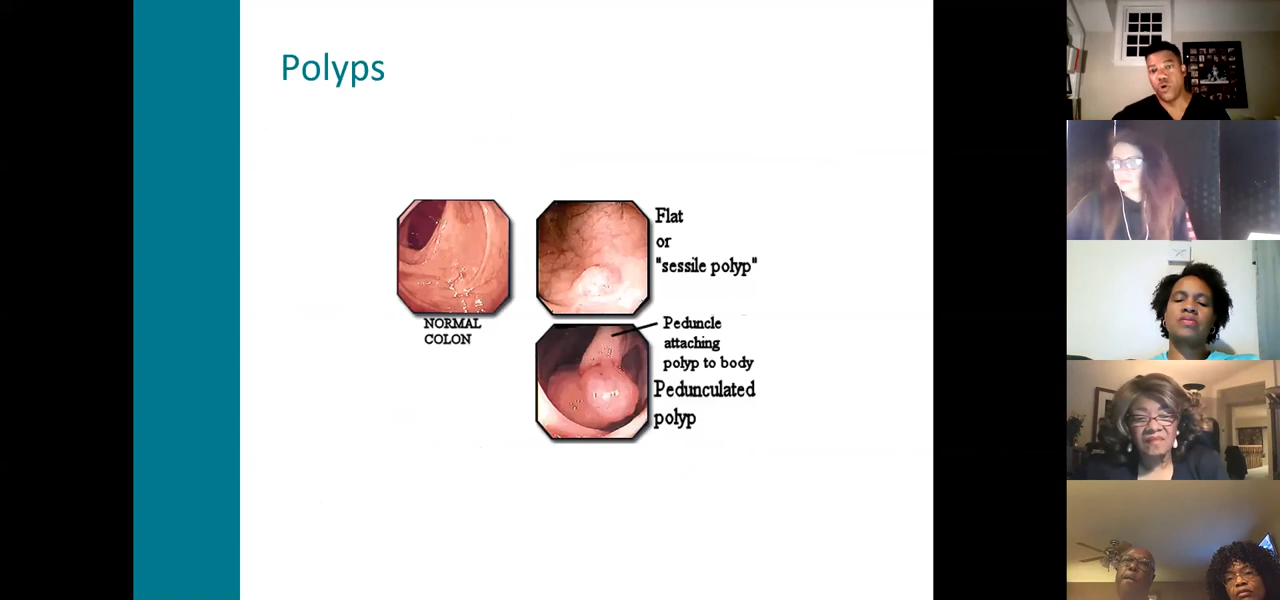 Polyps
NORMAL
COLON
Flat
or
"sessile polyp"
Peduncle
attaching
polyp to body
Pedunculated
polyp